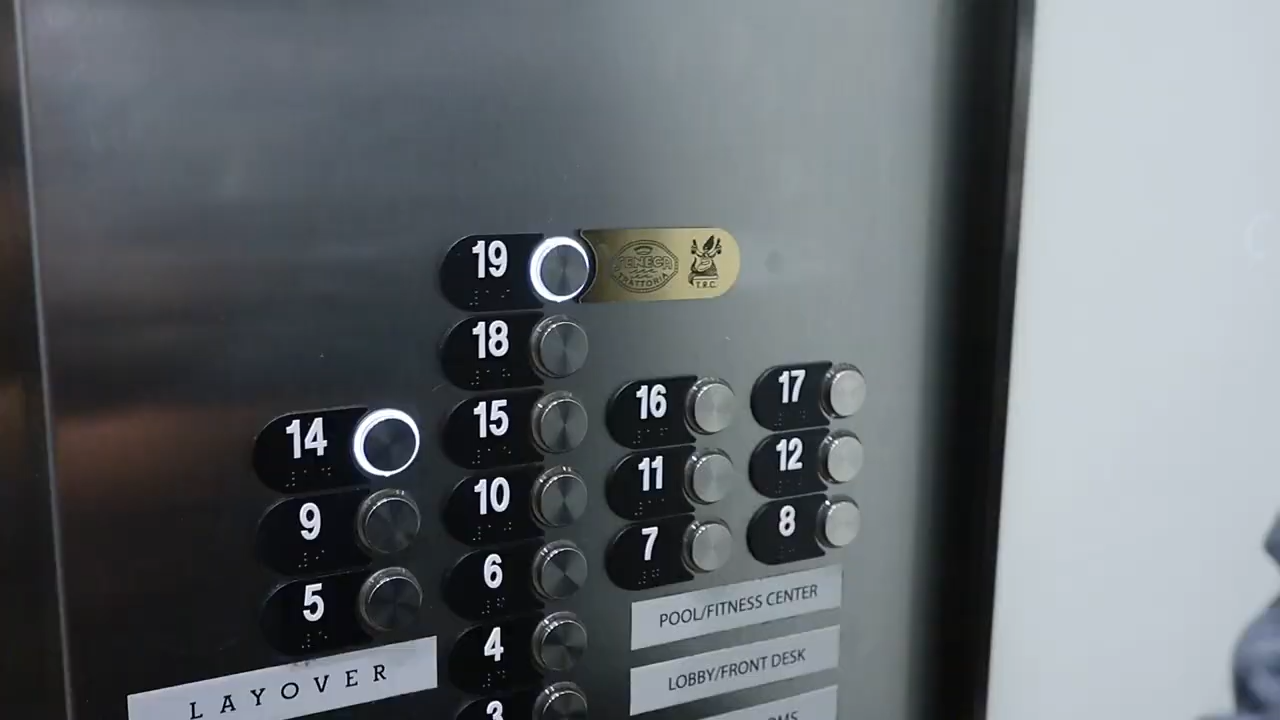 19
SENECA
TRATTORIA
T.R.C.
18
14 15 16 17
9 10 11 12
5 6 7 8
4 POOL/FITNESS CENTER
LAYOVER
LOBBY/FRONT DESK
3